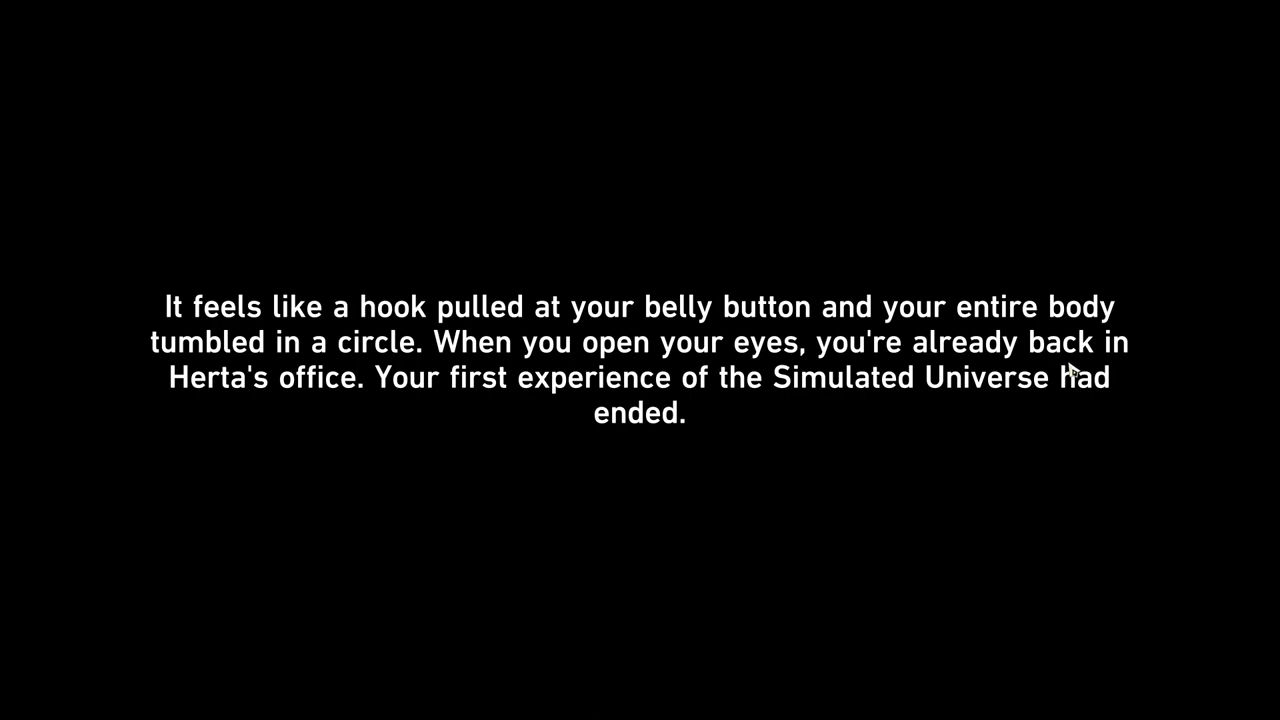 It feels like a hook pulled at your belly button and your entire body
tumbled in a circle. When you open your eyes, you're already back in
Herta's office. Your first experience of the Simulated Universe had
ended.